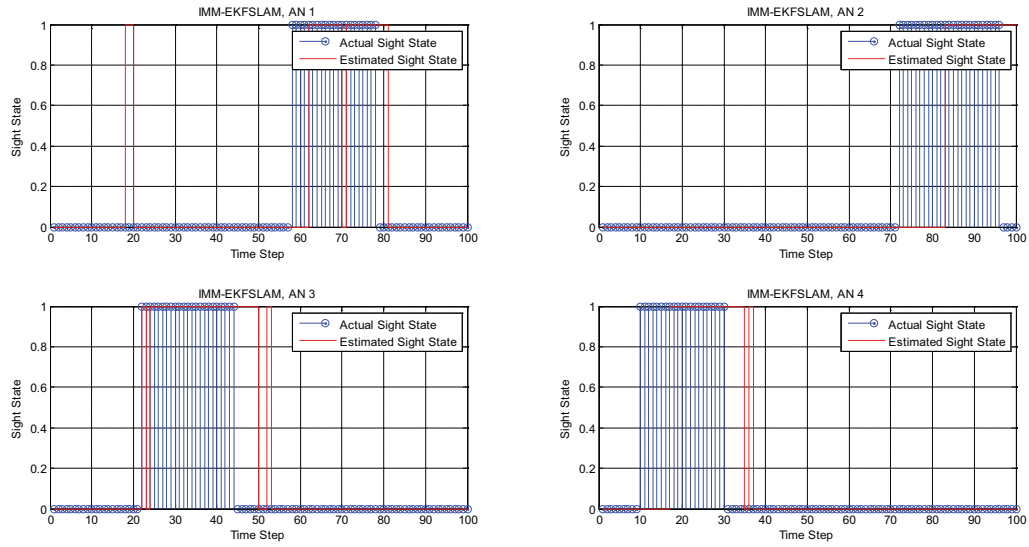 IMM-EKFSLAM, AN 1
Actual Sight State
Estimated Sight State
Sight State
1
0.8
0.6
0.4
0.2
0
0 10 20 30 40 50 60 70 80 90 100
Time Step
IMM-EKFSLAM, AN 2
Actual Sight State
Estimated Sight State
Sight State
1
0.8
0.6
0.4
0.2
0
0 10 20 30 40 50 60 70 80 90 100
Time Step
IMM-EKFSLAM, AN 3
Actual Sight State
Estimated Sight State
Sight State
1
0.8
0.6
0.4
0.2
0
0 10 20 30 40 50 60 70 80 90 100
Time Step
IMM-EKFSLAM, AN 4
Actual Sight State
Estimated Sight State
Sight State
1
0.8
0.6
0.4
0.2
0
0 10 20 30 40 50 60 70 80 90 100
Time Step